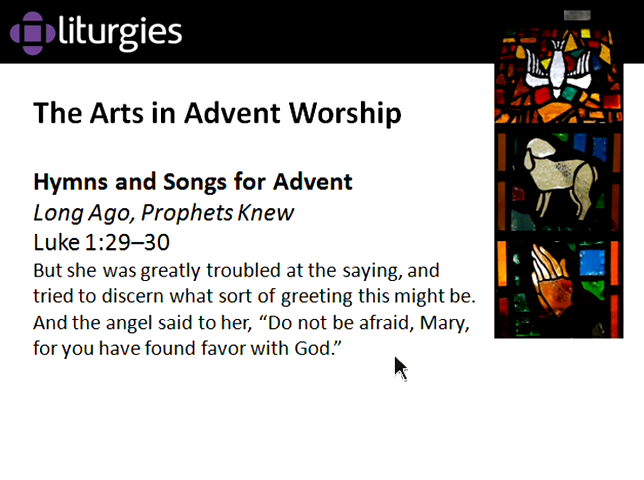 liturgies
The Arts in Advent Worship
Hymns and Songs for Advent
Long Ago, Prophets Knew
Luke 1:29–30
But she was greatly troubled at the saying, and
tried to discern what sort of greeting this might be.
And the angel said to her, “Do not be afraid, Mary,
for you have found favor with God.”